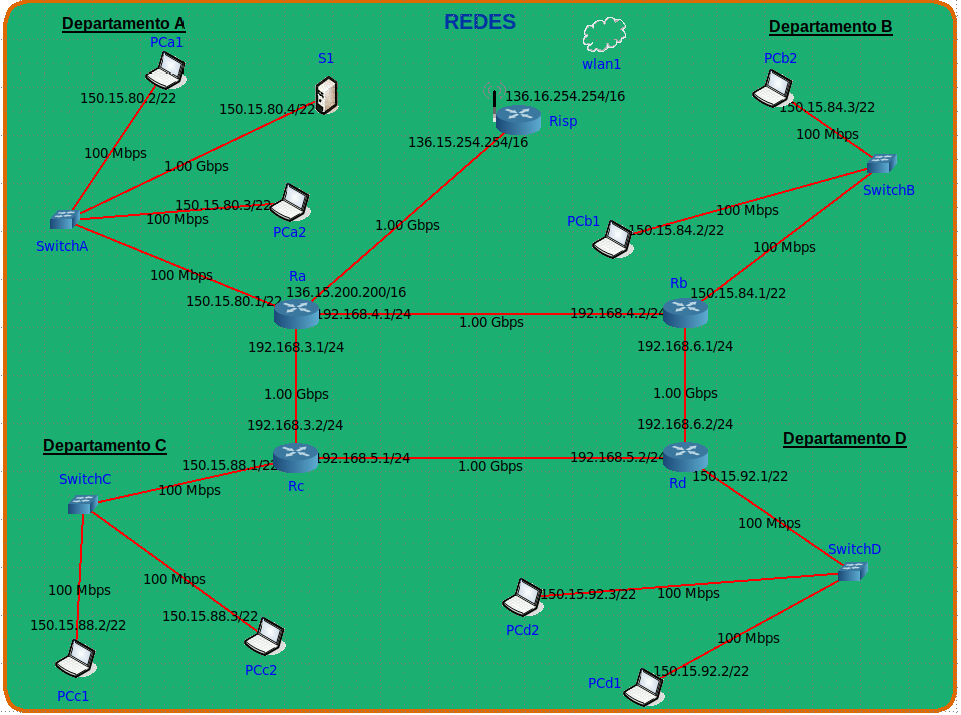 REDES
Departamento A
PCa1
150.15.80.2/22
100 Mbps
S1
150.15.80.4/22
1.00 Gbps
150.15.80.3/22
100 Mbps
PCa2
SwitchA
100 Mbps
150.15.80.1/22
wlan1
136.16.254.254/16
Risp
136.15.254.254/16
1.00 Gbps
Ra
136.15.200.200/16
192.168.4.1/24
1.00 Gbps
192.168.4.2/24
192.168.3.1/24
1.00 Gbps
192.168.3.2/24
Departamento B
PCb2
150.15.84.3/22
100 Mbps
SwitchB
PCb1
100 Mbps
150.15.84.2/22
100 Mbps
Rb
150.15.84.1/22
192.168.6.1/24
1.00 Gbps
192.168.6.2/24
Departamento C
SwitchC
150.15.88.1/22
100 Mbps
192.168.5.1/24
1.00 Gbps
192.168.5.2/24
Rc
100 Mbps
100 Mbps
150.15.88.2/22
150.15.88.3/22
PCc1
PCc2
Departamento D
Rd
150.15.92.1/22
100 Mbps
SwitchD
150.15.92.3/22
100 Mbps
PCd2
100 Mbps
150.15.92.2/22
PCd1